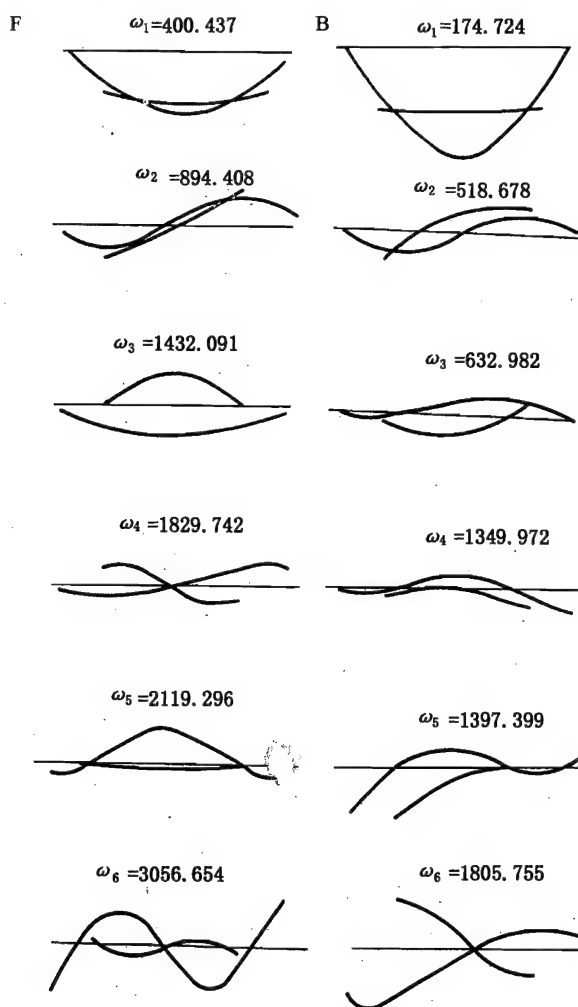 F
B
ω₁=400.437
ω₁=174.724
ω₂=894.408
ω₂=518.678
ω₃=1432.091
ω₃=632.982
ω₄=1829.742
ω₄=1349.972
ω₅=2119.296
ω₅=1397.399
ω₆=3056.654
ω₆=1805.755